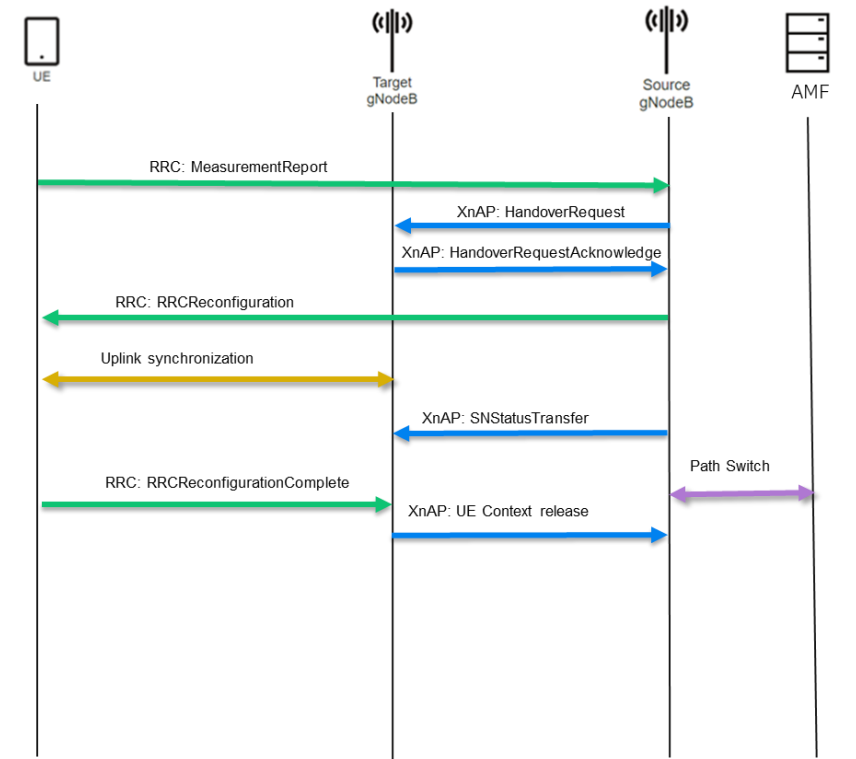 UE
Target
gNodeB
Source
gNodeB
AMF
RRC: MeasurementReport
XnAP: HandoverRequest
XnAP: HandoverRequestAcknowledge
RRC: RRCReconfiguration
Uplink synchronization
XnAP: SNStatusTransfer
Path Switch
RRC: RRCReconfigurationComplete
XnAP: UE Context release